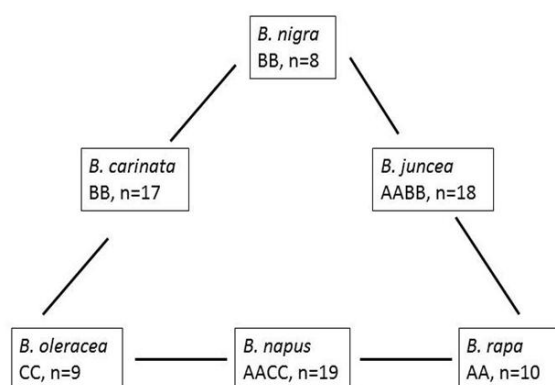 B. nigra
BB, n=8
B. carinata
BB, n=17
B. juncea
AABB, n=18
B. oleracea
CC, n=9
B. napus
AACC, n=19
B. rapa
AA, n=10